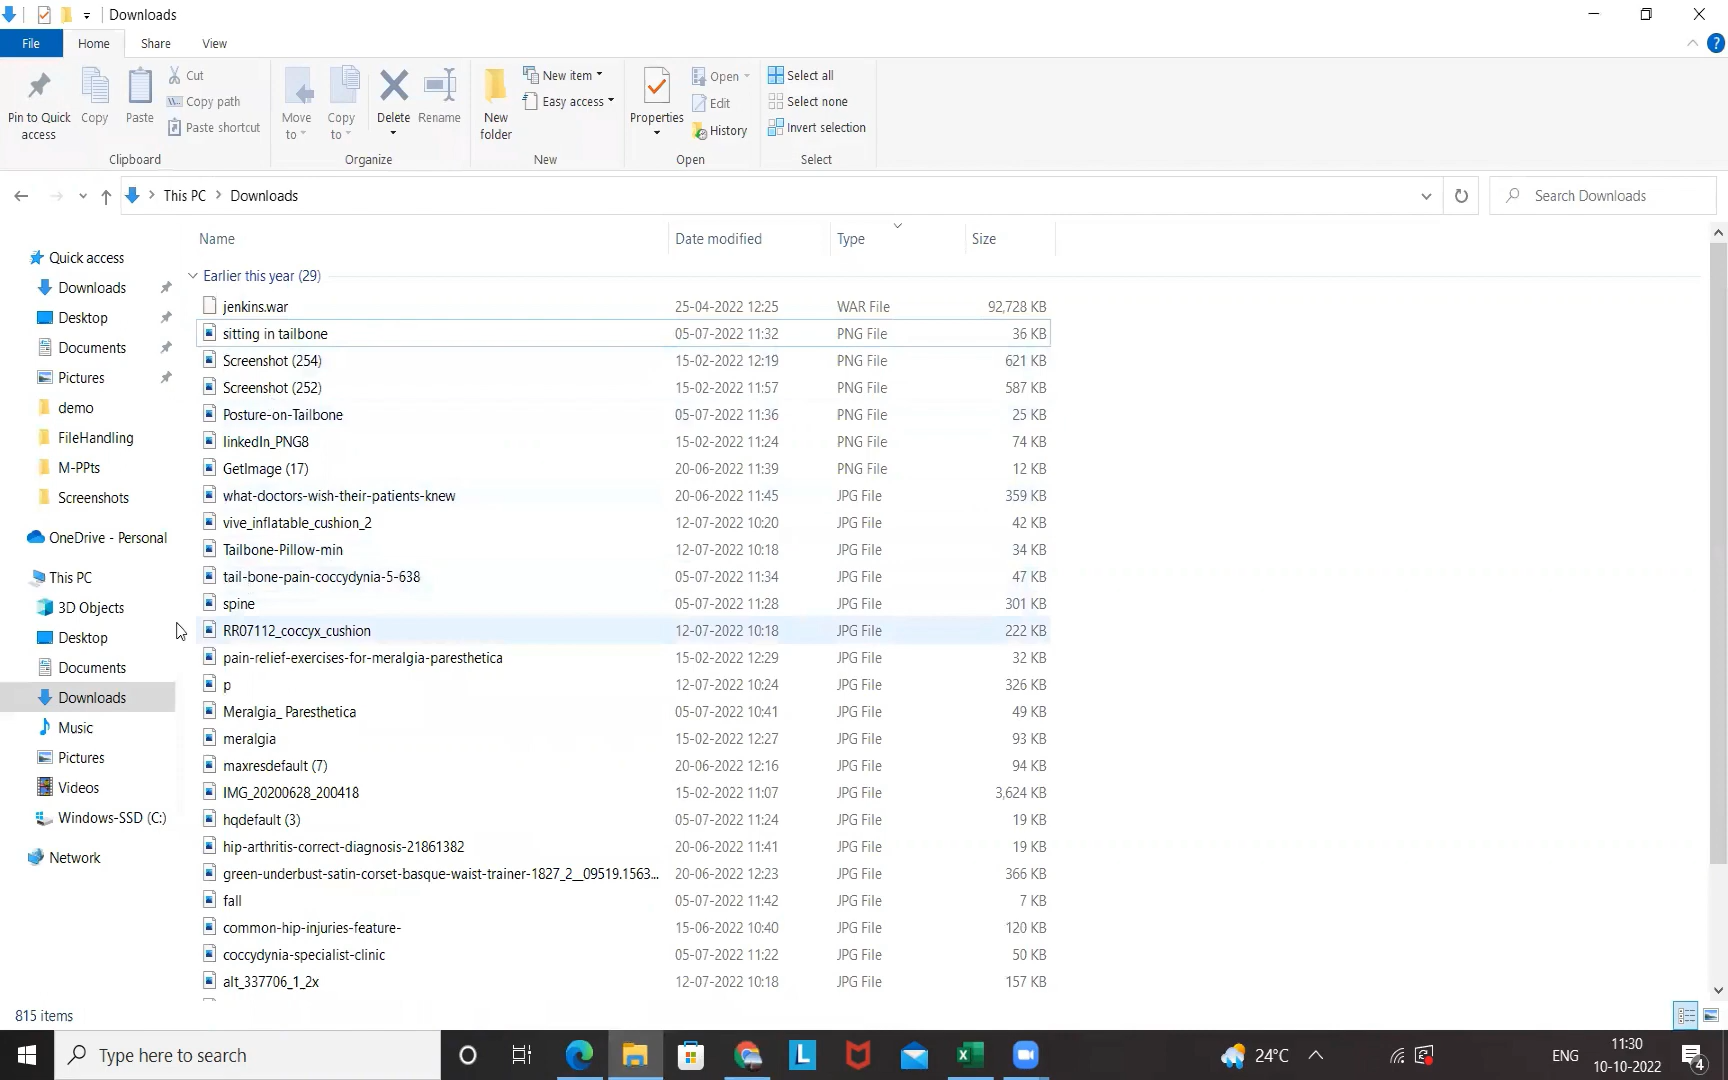 Downloads
File Home Share View
Pin to Quick access
Copy
Paste
Cut
Copy path
Paste shortcut
Clipboard
Move to
Copy to
Delete
Rename
Organize
New folder
New item
Easy access
New
Properties
Open
Edit
History
Open
Select all
Select none
Invert selection
Select
This PC > Downloads
Search Downloads
Name Date modified Type Size
Quick access
Downloads
Desktop
Documents
Pictures
demo
FileHandling
M-PPts
Screenshots
OneDrive - Personal
This PC
3D Objects
Desktop
Documents
Downloads
Music
Pictures
Videos
Windows-SSD (C:)
Network
Earlier this year (29)
jenkins.war 25-04-2022 12:25 WAR File 92,728 KB
sitting in tailbone 05-07-2022 11:32 PNG File 36 KB
Screenshot (254) 15-02-2022 12:19 PNG File 621 KB
Screenshot (252) 15-02-2022 11:57 PNG File 587 KB
Posture-on-Tailbone 05-07-2022 11:36 PNG File 25 KB
linkedIn_PNG8 15-02-2022 11:24 PNG File 74 KB
GetImage (17) 20-06-2022 11:39 PNG File 12 KB
what-doctors-wish-their-patients-knew 20-06-2022 11:45 JPG File 359 KB
vive_inflatable_cushion_2 12-07-2022 10:20 JPG File 42 KB
Tailbone-Pillow-min 12-07-2022 10:18 JPG File 34 KB
tail-bone-pain-coccydynia-5-638 05-07-2022 11:34 JPG File 47 KB
spine 05-07-2022 11:28 JPG File 301 KB
RR07112_coccyx_cushion 12-07-2022 10:18 JPG File 222 KB
pain-relief-exercises-for-meralgia-paresthetica 15-02-2022 12:29 JPG File 32 KB
p 12-07-2022 10:24 JPG File 326 KB
Meralgia_ Paresthetica 05-07-2022 10:41 JPG File 49 KB
meralgia 15-02-2022 12:27 JPG File 93 KB
maxresdefault (7) 20-06-2022 12:16 JPG File 94 KB
IMG_20200628_200418 15-02-2022 11:07 JPG File 3,624 KB
hqdefault (3) 05-07-2022 11:24 JPG File 19 KB
hip-arthritis-correct-diagnosis-21861382 20-06-2022 11:41 JPG File 19 KB
green-underbust-satin-corset-basque-waist-trainer-1827_2__09519.1563... 20-06-2022 12:23 JPG File 366 KB
fall 05-07-2022 11:42 JPG File 7 KB
common-hip-injuries-feature- 15-06-2022 10:40 JPG File 120 KB
coccydynia-specialist-clinic 05-07-2022 11:22 JPG File 50 KB
alt_337706_1_2x 12-07-2022 10:18 JPG File 157 KB
815 items
Type here to search
L
24°C
ENG
11:30
10-10-2022
4